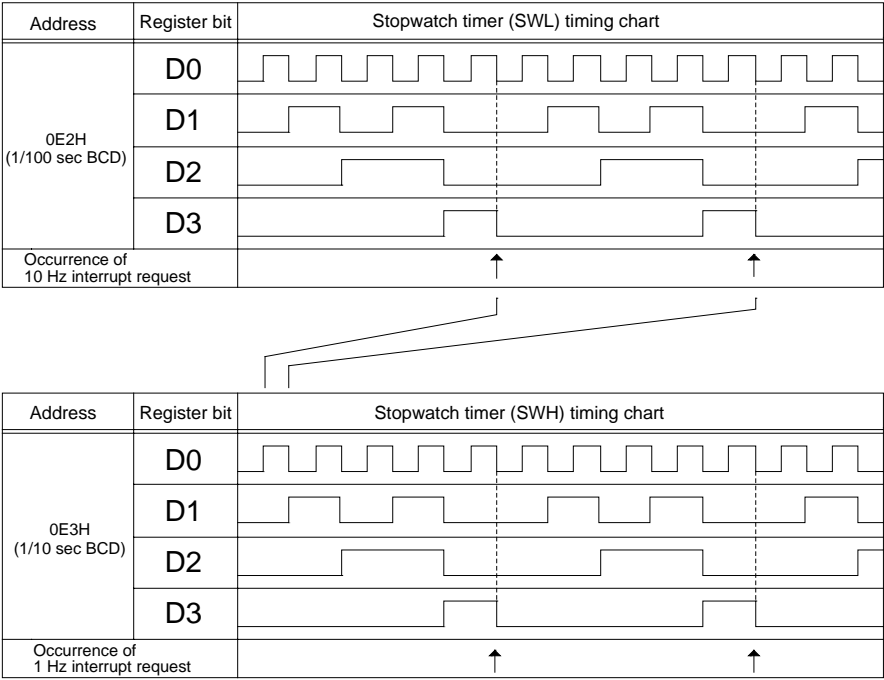 Address Register bit Stopwatch timer (SWL) timing chart
D0
D1
0E2H
(1/100 sec BCD)
D2
D3
Occurrence of
10 Hz interrupt request
Address Register bit Stopwatch timer (SWH) timing chart
D0
D1
0E3H
(1/10 sec BCD)
D2
D3
Occurrence of
1 Hz interrupt request